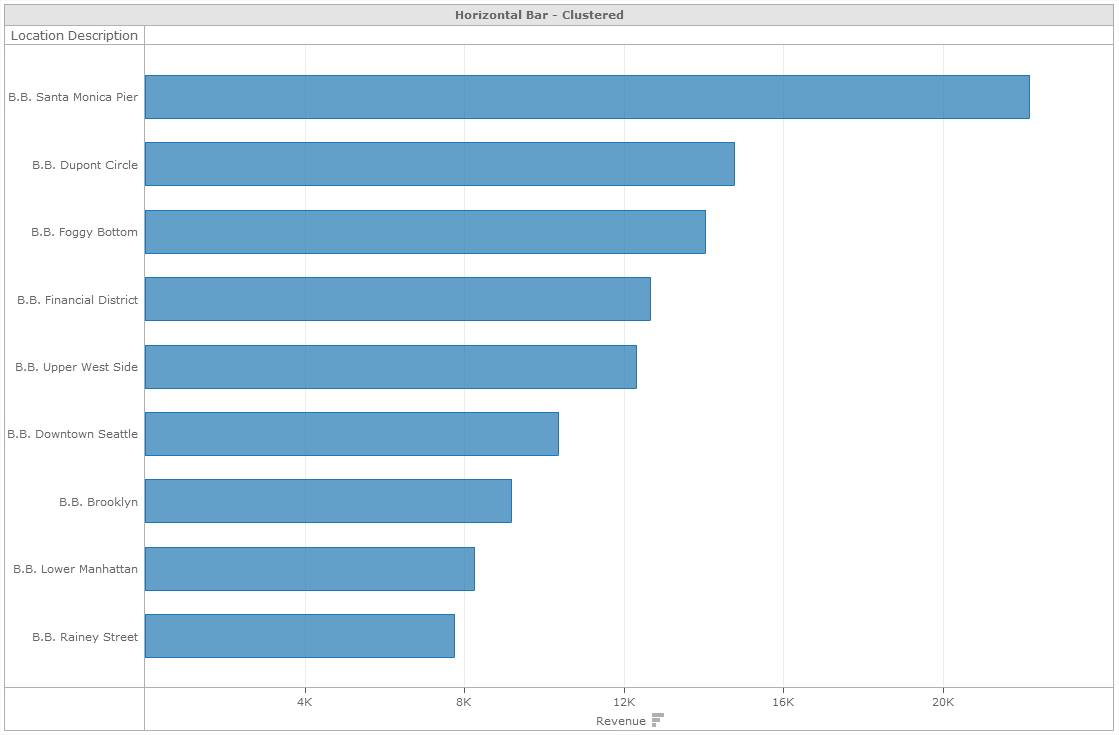 Horizontal Bar - Clustered
Location Description
B.B. Santa Monica Pier
B.B. Dupont Circle
B.B. Foggy Bottom
B.B. Financial District
B.B. Upper West Side
B.B. Downtown Seattle
B.B. Brooklyn
B.B. Lower Manhattan
B.B. Rainey Street
4K 8K 12K 16K 20K
Revenue